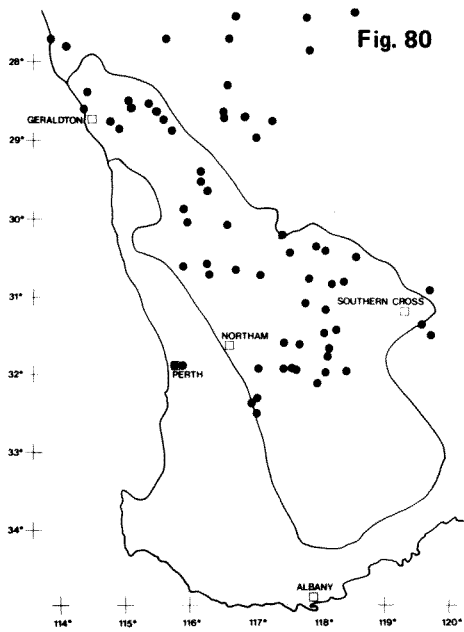 Fig. 80
28°
GERALDTON
29°
30°
31°
SOUTHERN CROSS
NORTHAM
32°
PERTH
33°
34°
ALBANY
114° 115° 116° 117° 118° 119° 120°